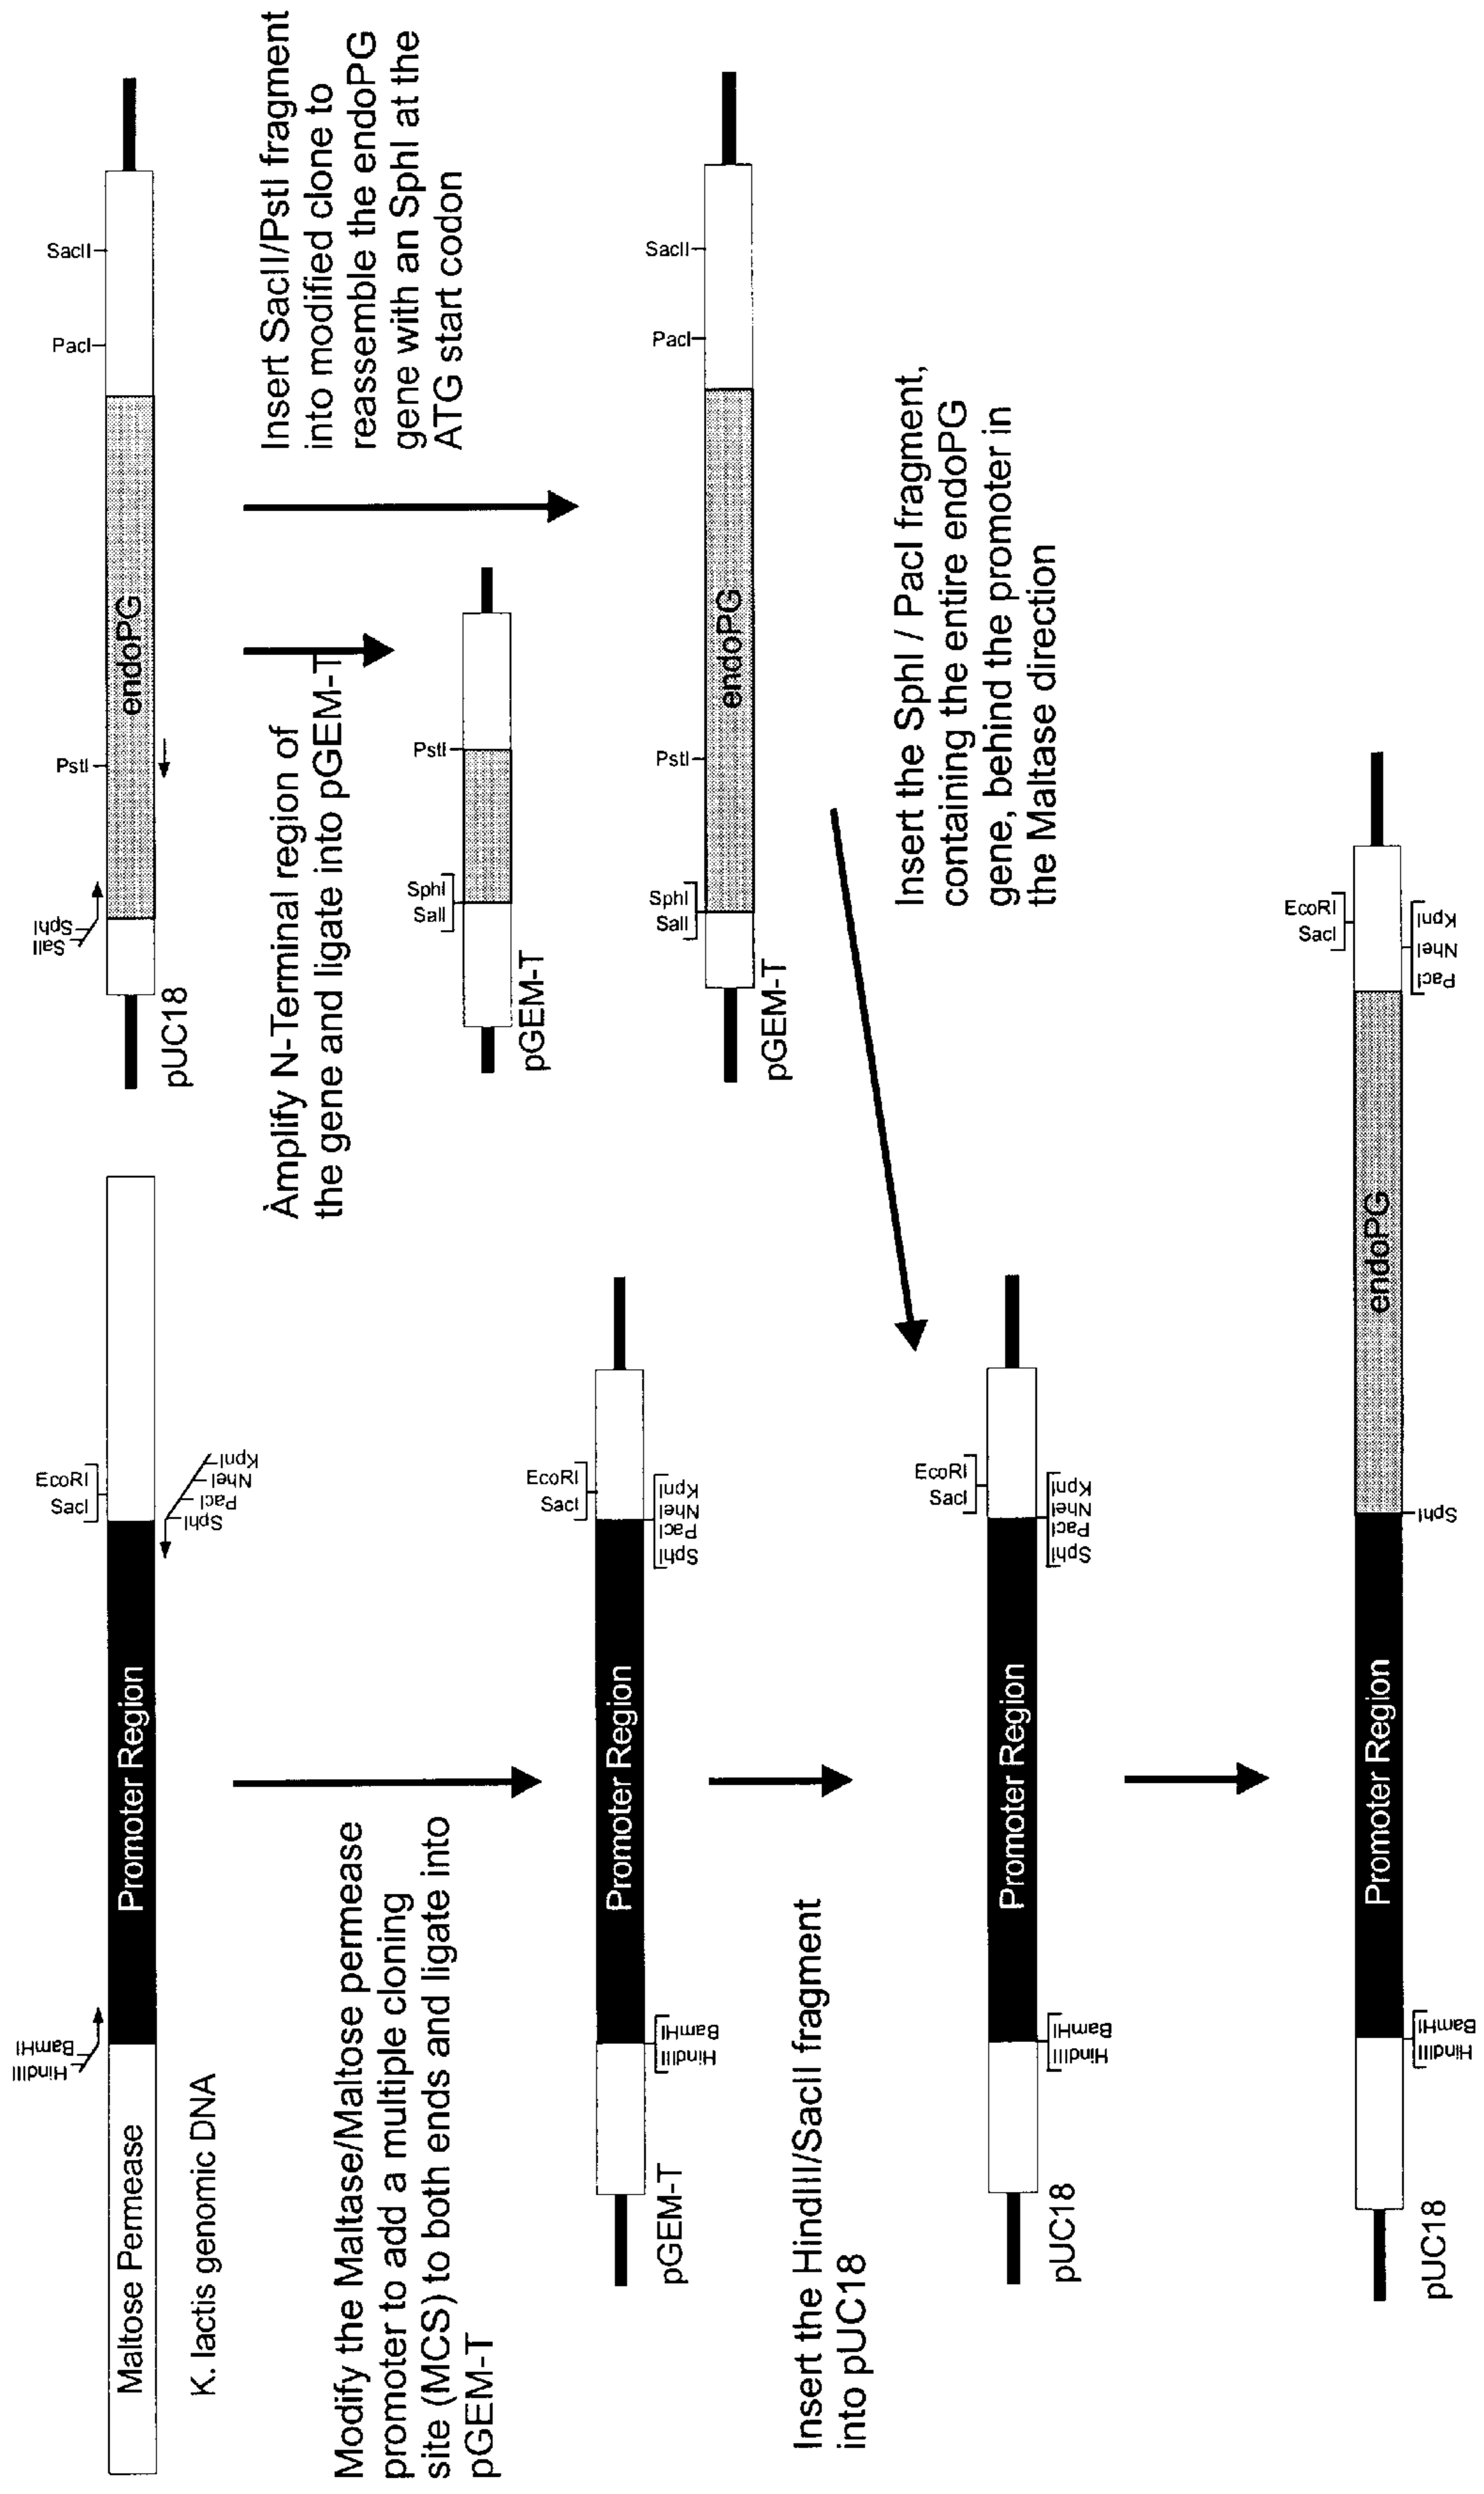 HindIII
BamHI
SacI
EcoRI
Maltose Permease
Promoter Region
SphI
PacI
NheI
KpnI
K. lactis genomic DNA
SalI
SphI
PstI
PacI
SacII
endoPG
pUC18
Modify the Maltase/Maltose permease
promoter to add a multiple cloning
site (MCS) to both ends and ligate into
pGEM-T
Amplify N-Terminal region of
the gene and ligate into pGEM-T
Insert SacII/PstI fragment
into modified clone to
reassemble the endoPG
gene with an SphI at the
ATG start codon
SalI
SphI
PstI
pGEM-T
SacI
EcoRI
Promoter Region
HindIII
BamHI
SphI
PacI
NheI
KpnI
pGEM-T
SalI
SphI
PstI
PacI
SacII
endoPG
pGEM-T
Insert the HindIII/SacII fragment
into pUC18
Insert the SphI / PacI fragment,
containing the entire endoPG
gene, behind the promoter in
the Maltase direction
SacI
EcoRI
Promoter Region
HindIII
BamHI
SphI
PacI
NheI
KpnI
pUC18
SacI
EcoRI
Promoter Region
endoPG
HindIII
BamHI
SphI
PacI
NheI
KpnI
pUC18